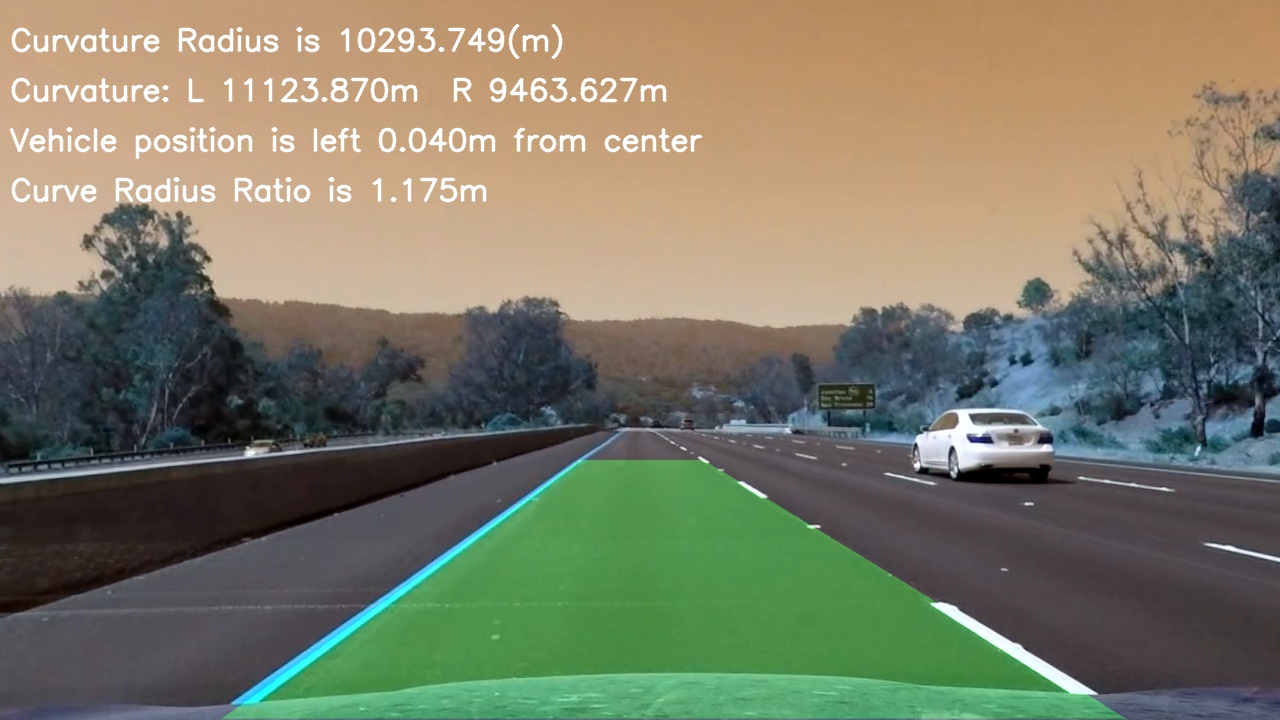 Curvature Radius is 10293.749(m)
Curvature: L 11123.870m R 9463.627m
Vehicle position is left 0.040m from center
Curve Radius Ratio is 1.175m